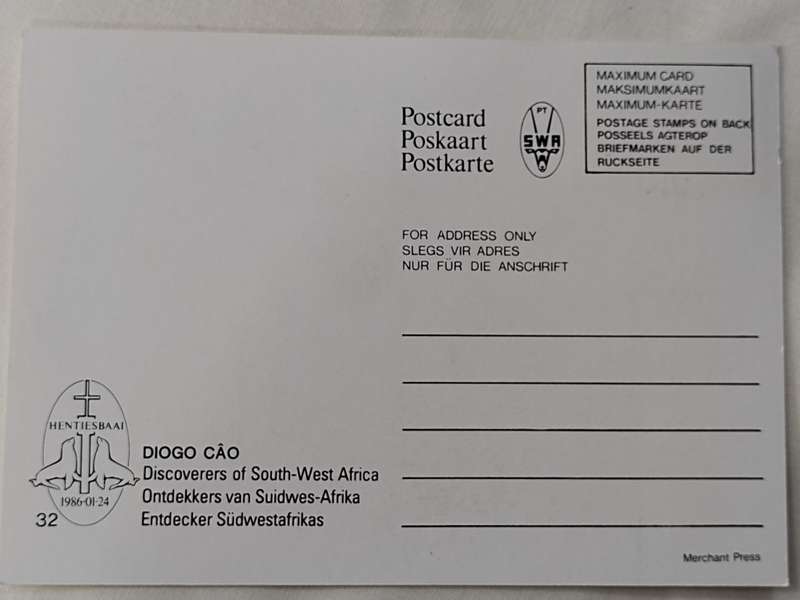 MAXIMUM CARD
MAKSIMUMKAART
MAXIMUM-KARTE
POSTAGE STAMPS ON BACK
POSSEELS AGTEROP
BRIEFMARKEN AUF DER
RUCKSEITE
Postcard
Poskaart
Postkarte
PT
SWA
FOR ADDRESS ONLY
SLEGS VIR ADRES
NUR FÜR DIE ANSCHRIFT
HENTIESBAAI
1986-01-24
32
DIOGO CÂO
Discoverers of South-West Africa
Ontdekkers van Suidwes-Afrika
Entdecker Südwestafrikas
Merchant Press